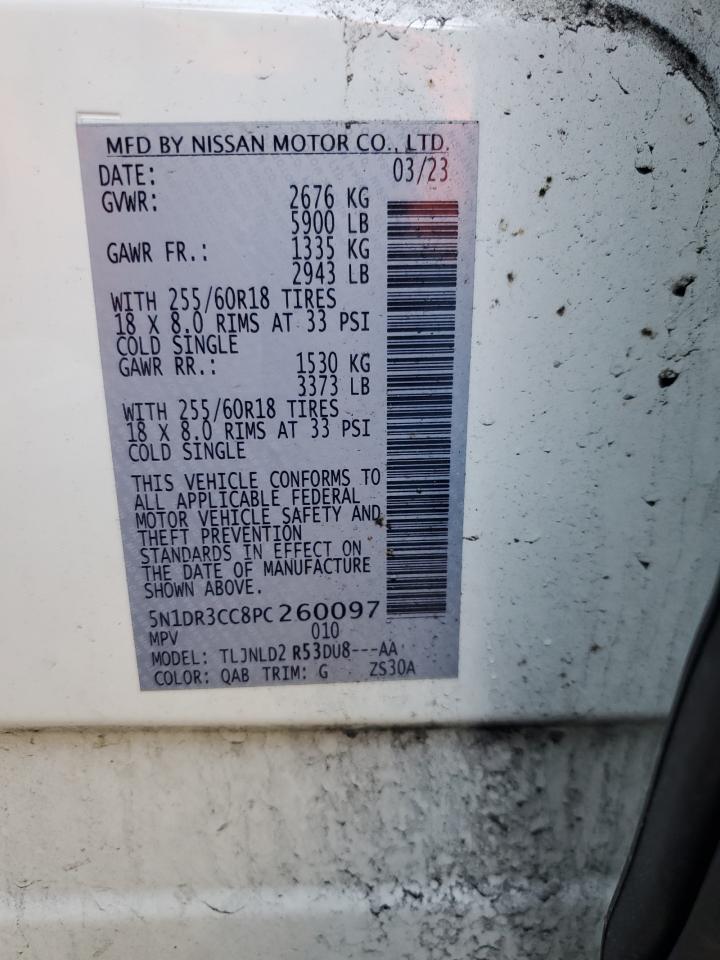 MFD BY NISSAN MOTOR CO., LTD.
DATE: 03/23
GVWR: 2676 KG
5900 LB
GAWR FR.: 1335 KG
2943 LB
WITH 255/60R18 TIRES
18 X 8.0 RIMS AT 33 PSI
COLD SINGLE
GAWR RR.: 1530 KG
3373 LB
WITH 255/60R18 TIRES
18 X 8.0 RIMS AT 33 PSI
COLD SINGLE
THIS VEHICLE CONFORMS TO
ALL APPLICABLE FEDERAL
MOTOR VEHICLE SAFETY AND
THEFT PREVENTION
STANDARDS IN EFFECT ON
THE DATE OF MANUFACTURE
SHOWN ABOVE.
5N1DR3CC8PC260097
MPV 010
MODEL: TLJNLD2 R53DU8---AA
COLOR: QAB TRIM: G ZS30A